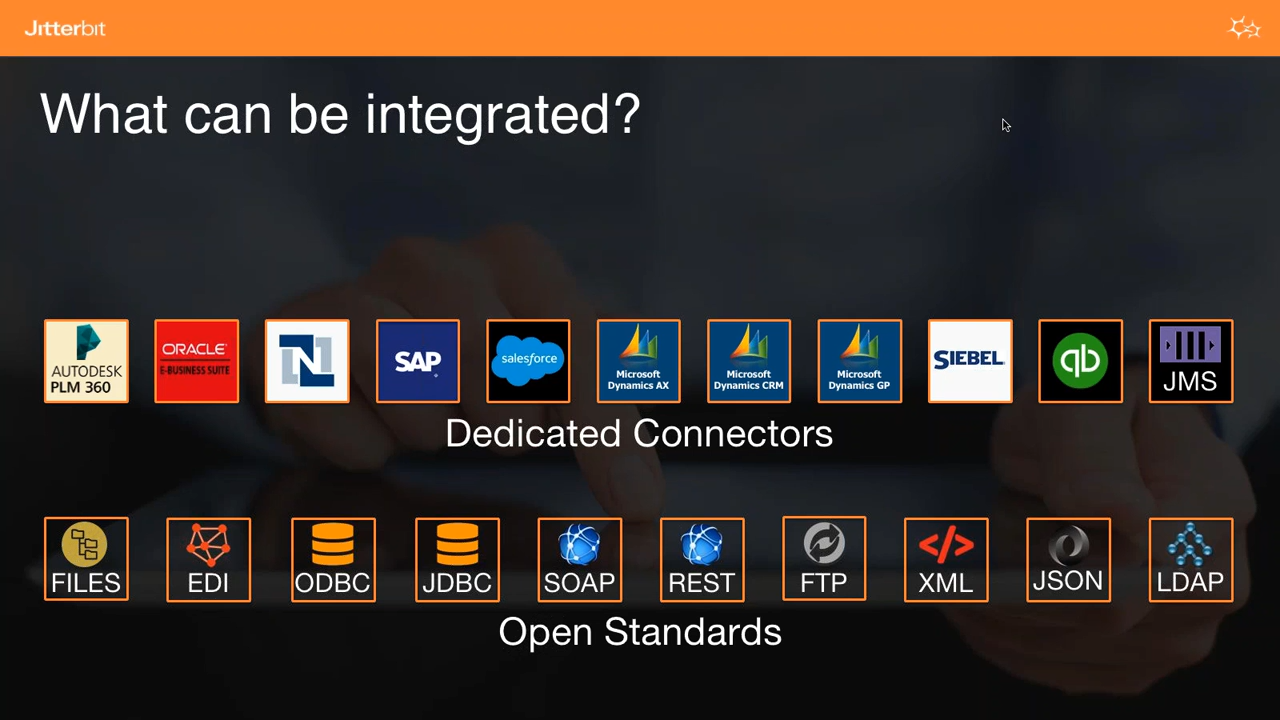 Jitterbit
What can be integrated?
AUTODESK
PLM 360
ORACLE
E-BUSINESS SUITE
N
SAP
salesforce
Microsoft
Dynamics AX
Microsoft
Dynamics CRM
Microsoft
Dynamics GP
SIEBEL
qb
JMS
Dedicated Connectors
FILES
EDI
ODBC
JDBC
SOAP
REST
FTP
</> XML
JSON
LDAP
Open Standards